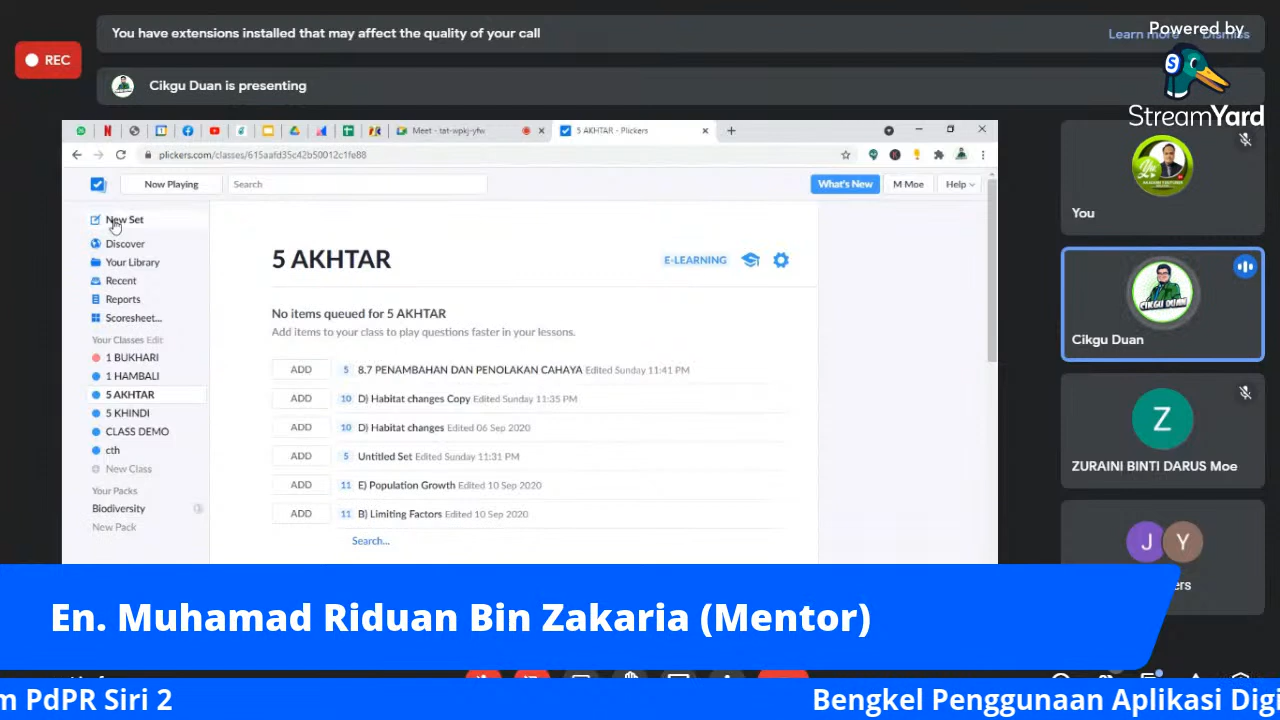 You have extensions installed that may affect the quality of your call
Learn more
Dismiss
Powered by
StreamYard
REC
Cikgu Duan is presenting
Meet - tat-wpkj-yfw
5 AKHTAR - Plickers
plickers.com/classes/615aafd35c42b50012c1fe88
Now Playing
Search
What's New
M Moe
Help
New Set
Discover
Your Library
Recent
Reports
Scoresheet...
Your Classes Edit
1 BUKHARI
1 HAMBALI
5 AKHTAR
5 KHINDI
CLASS DEMO
cth
New Class
Your Packs
Biodiversity
New Pack
5 AKHTAR
E-LEARNING
No items queued for 5 AKHTAR
Add items to your class to play questions faster in your lessons.
ADD 5 8.7 PENAMBAHAN DAN PENOLAKAN CAHAYA Edited Sunday 11:41 PM
ADD 10 D) Habitat changes Copy Edited Sunday 11:35 PM
ADD 10 D) Habitat changes Edited 06 Sep 2020
ADD 5 Untitled Set Edited Sunday 11:31 PM
ADD 11 E) Population Growth Edited 10 Sep 2020
ADD 11 B) Limiting Factors Edited 10 Sep 2020
Search...
You
CIKGU DUAN
Cikgu Duan
Z
ZURAINI BINTI DARUS Moe
J Y
En. Muhamad Riduan Bin Zakaria (Mentor)
m PdPR Siri 2
Bengkel Penggunaan Aplikasi Digi